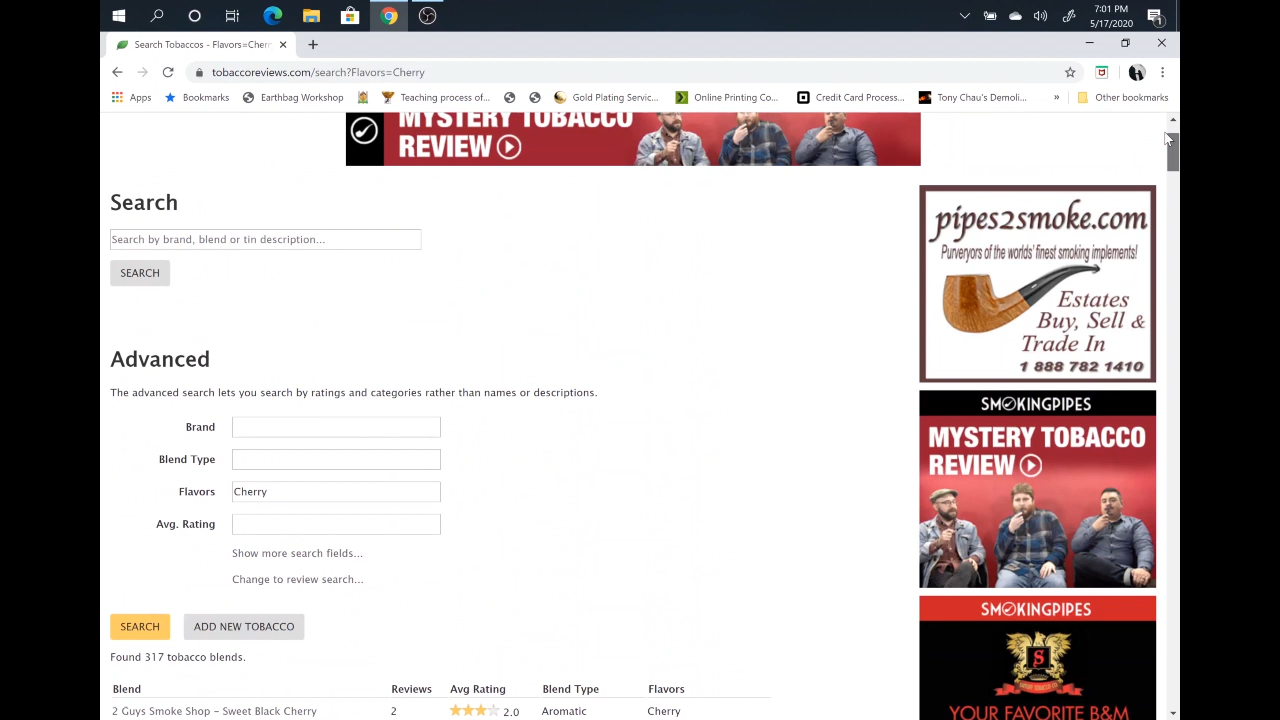 7:01 PM
5/17/2020
Search Tobaccos - Flavors=Cherr
tobaccoreviews.com/search?Flavors=Cherry
Apps
Bookmarks
Earthbag Workshop
Teaching process of...
Gold Plating Servic...
Online Printing Co...
Credit Card Process...
Tony Chau's Demoli...
»
Other bookmarks
MYSTERY TOBACCO
REVIEW
Search
Search by brand, blend or tin description...
SEARCH
Advanced
The advanced search lets you search by ratings and categories rather than names or descriptions.
Brand
Blend Type
Flavors Cherry
Avg. Rating
Show more search fields...
Change to review search...
SEARCH ADD NEW TOBACCO
Found 317 tobacco blends.
Blend Reviews Avg Rating Blend Type Flavors
2 Guys Smoke Shop - Sweet Black Cherry 2 2.0 Aromatic Cherry
pipes2smoke.com
Purveryors of the worlds' finest smoking implements!
Estates
Buy, Sell &
Trade In
1 888 782 1410
SMOKINGPIPES
MYSTERY TOBACCO
REVIEW
SMOKINGPIPES
S
YOUR FAVORITE B&M